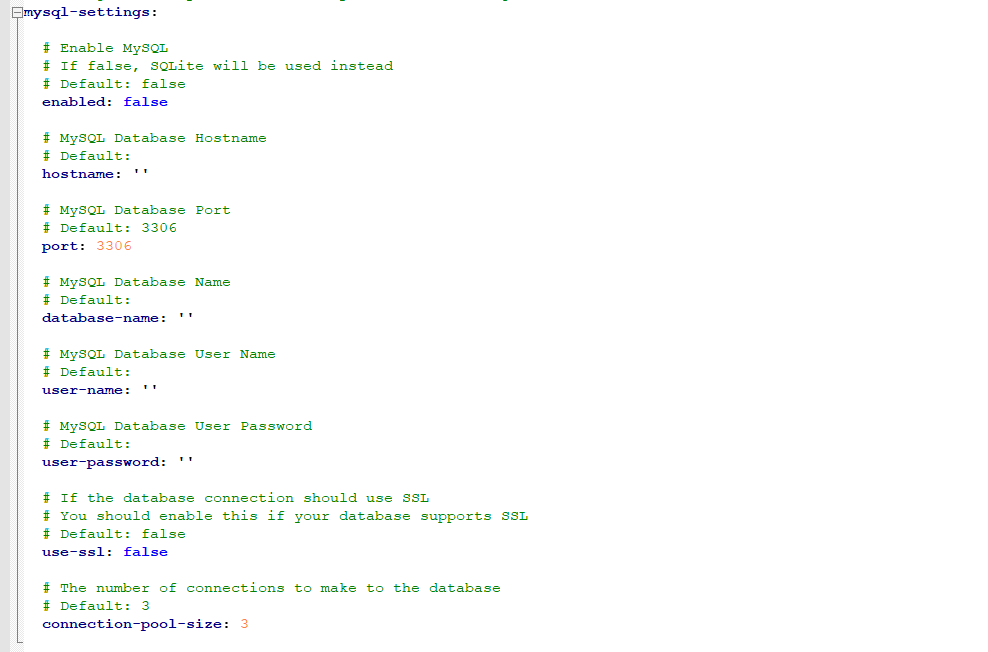 mysql-settings:
# Enable MySQL
# If false, SQLite will be used instead
# Default: false
enabled: false
# MySQL Database Hostname
# Default:
hostname: ''
# MySQL Database Port
# Default: 3306
port: 3306
# MySQL Database Name
# Default:
database-name: ''
# MySQL Database User Name
# Default:
user-name: ''
# MySQL Database User Password
# Default:
user-password: ''
# If the database connection should use SSL
# You should enable this if your database supports SSL
# Default: false
use-ssl: false
# The number of connections to make to the database
# Default: 3
connection-pool-size: 3